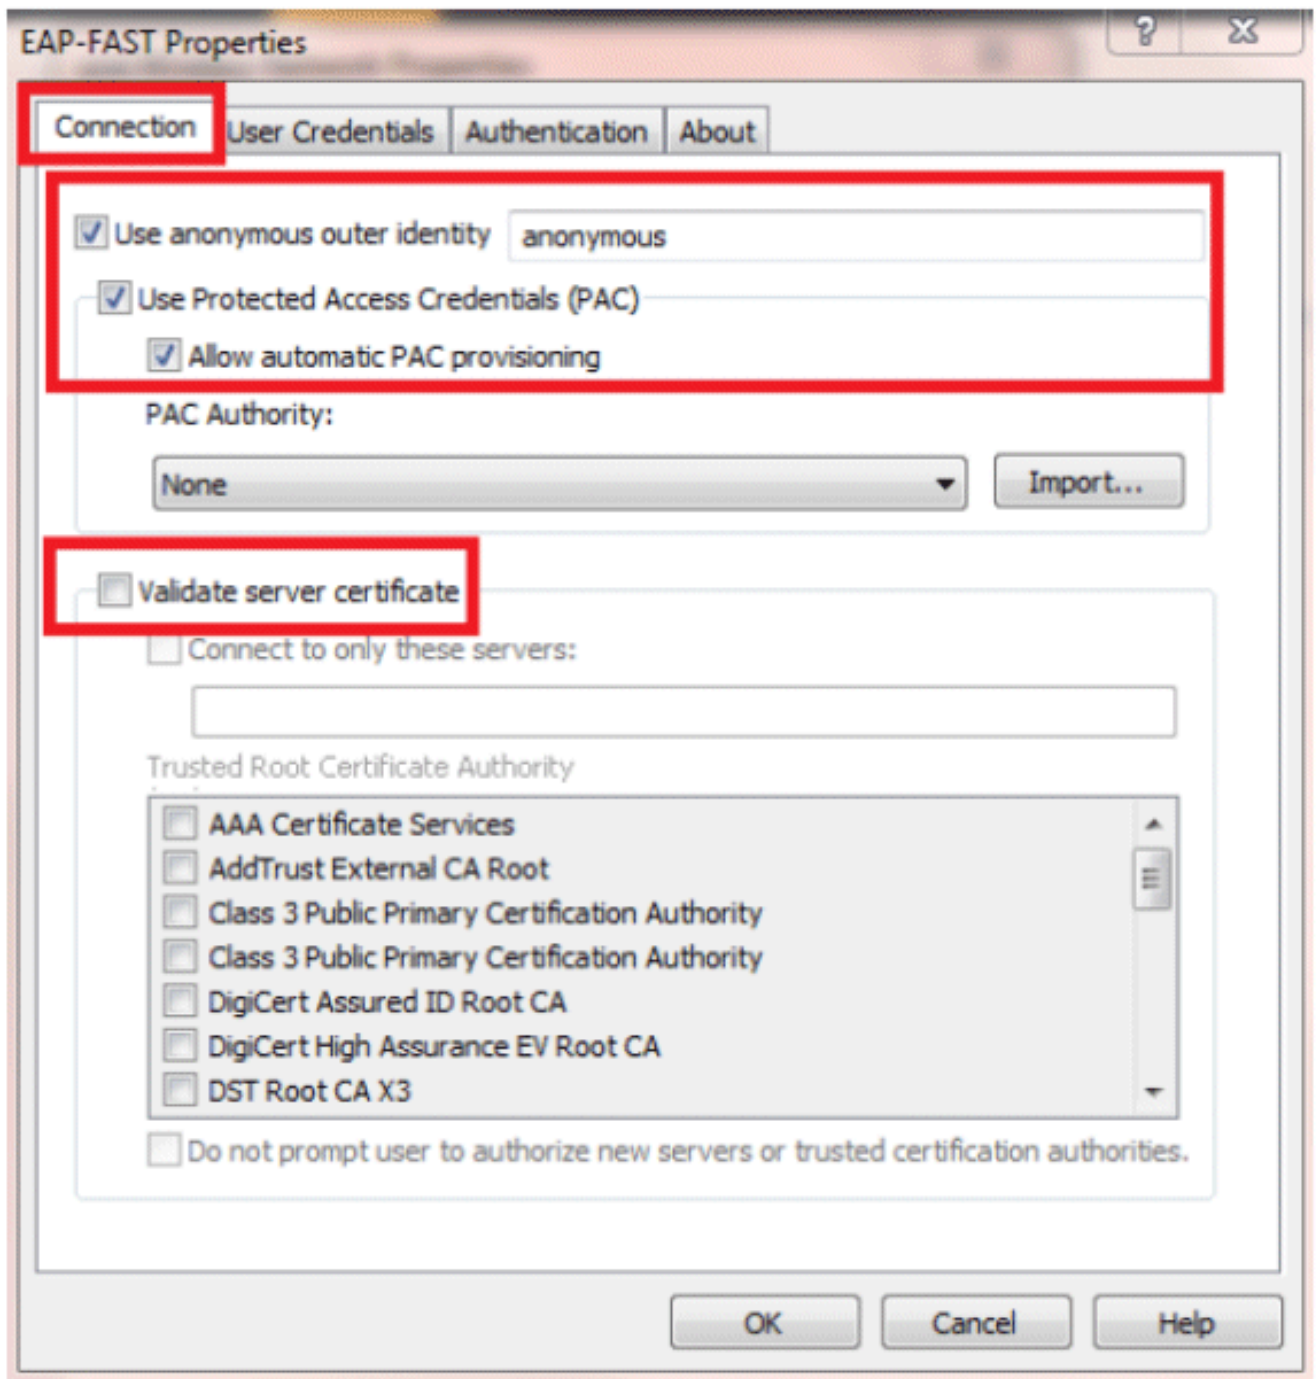 EAP-FAST Properties
Connection User Credentials Authentication About
Use anonymous outer identity anonymous
Use Protected Access Credentials (PAC)
Allow automatic PAC provisioning
PAC Authority:
None Import...
Validate server certificate
Connect to only these servers:
Trusted Root Certificate Authority
AAA Certificate Services
AddTrust External CA Root
Class 3 Public Primary Certification Authority
Class 3 Public Primary Certification Authority
DigiCert Assured ID Root CA
DigiCert High Assurance EV Root CA
DST Root CA X3
Do not prompt user to authorize new servers or trusted certification authorities.
OK Cancel Help